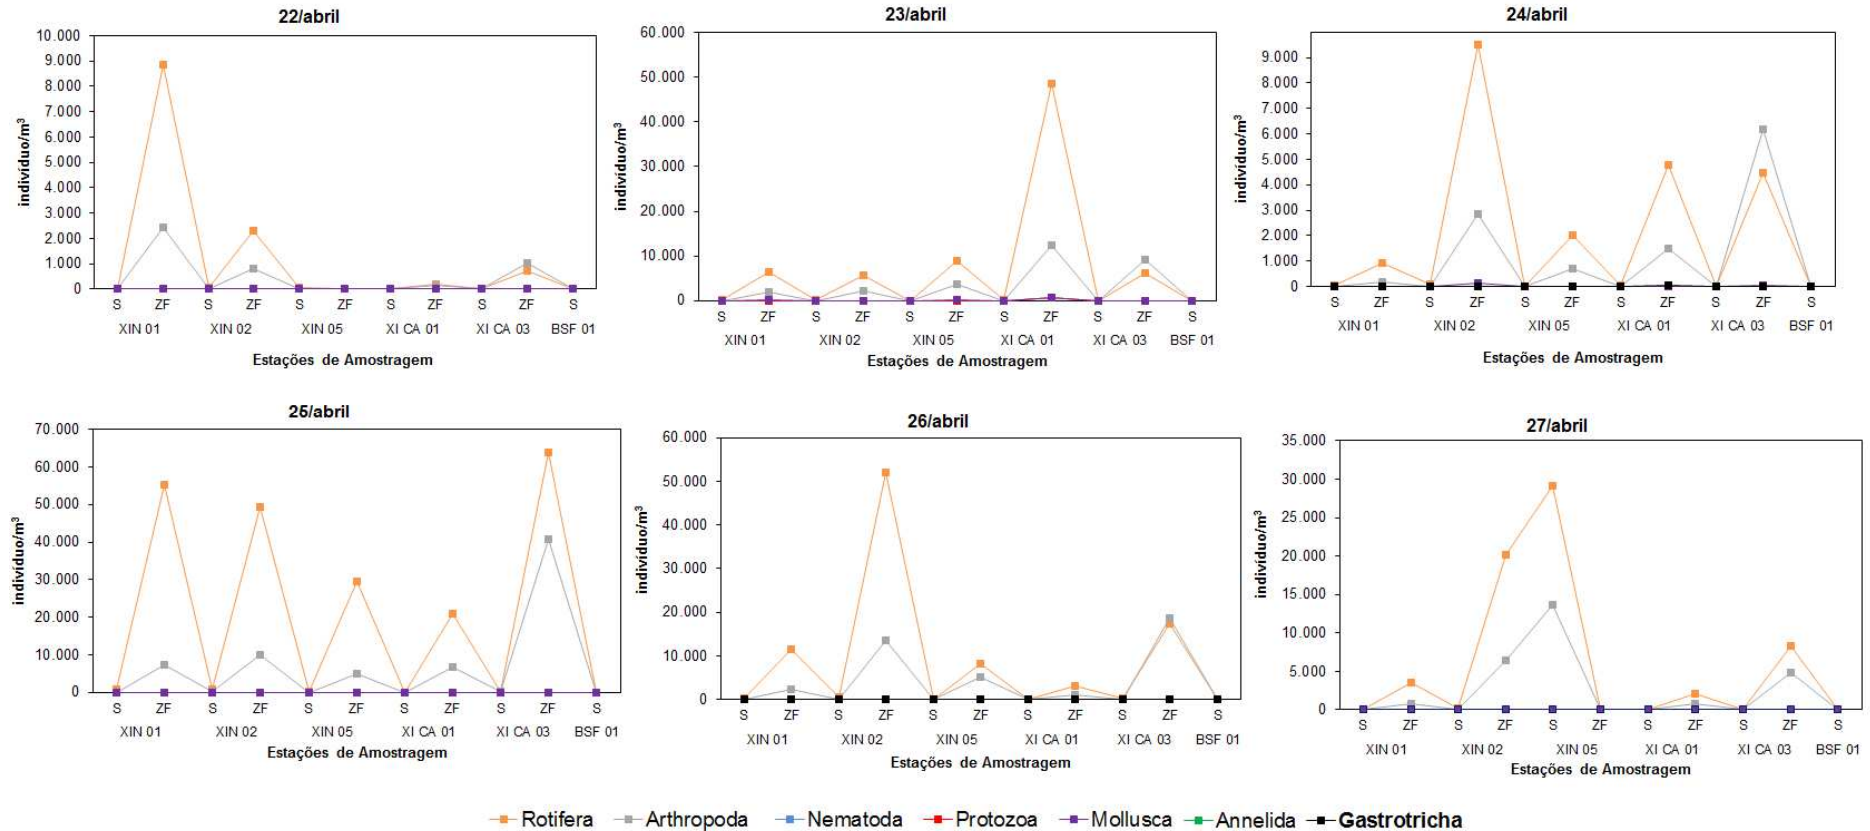 22/abril
10.000
9.000
8.000
7.000
6.000
5.000
4.000
3.000
2.000
1.000
0
indivíduo/m³
S ZF S ZF S ZF S ZF S ZF S
XIN 01 XIN 02 XIN 05 XI CA 01 XI CA 03 BSF 01
Estações de Amostragem
23/abril
60.000
50.000
40.000
30.000
20.000
10.000
0
indivíduo/m³
S ZF S ZF S ZF S ZF S ZF S
XIN 01 XIN 02 XIN 05 XI CA 01 XI CA 03 BSF 01
Estações de Amostragem
24/abril
9.000
8.000
7.000
6.000
5.000
4.000
3.000
2.000
1.000
0
indivíduo/m³
S ZF S ZF S ZF S ZF S ZF S
XIN 01 XIN 02 XIN 05 XI CA 01 XI CA 03 BSF 01
Estações de Amostragem
25/abril
70.000
60.000
50.000
40.000
30.000
20.000
10.000
0
indivíduo/m³
S ZF S ZF S ZF S ZF S ZF S
XIN 01 XIN 02 XIN 05 XI CA 01 XI CA 03 BSF 01
Estações de Amostragem
26/abril
60.000
50.000
40.000
30.000
20.000
10.000
0
indivíduo/m³
S ZF S ZF S ZF S ZF S ZF S
XIN 01 XIN 02 XIN 05 XI CA 01 XI CA 03 BSF 01
Estações de Amostragem
27/abril
35.000
30.000
25.000
20.000
15.000
10.000
5.000
0
indivíduo/m³
S ZF S ZF S ZF S ZF S ZF S
XIN 01 XIN 02 XIN 05 XI CA 01 XI CA 03 BSF 01
Estações de Amostragem
Rotifera Arthropoda Nematoda Protozoa Mollusca Annelida Gastrotricha